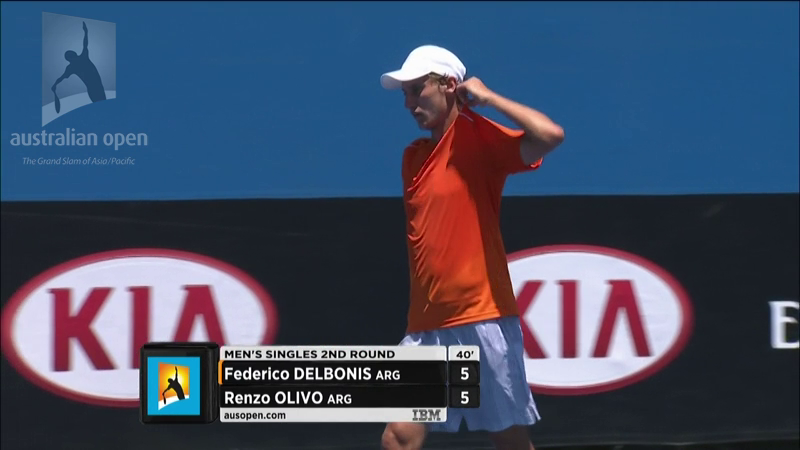 australian open
The Grand Slam of Asia/Pacific
KIA
KIA
MEN'S SINGLES 2ND ROUND 40'
Federico DELBONIS ARG 5
Renzo OLIVO ARG 5
ausopen.com IBM